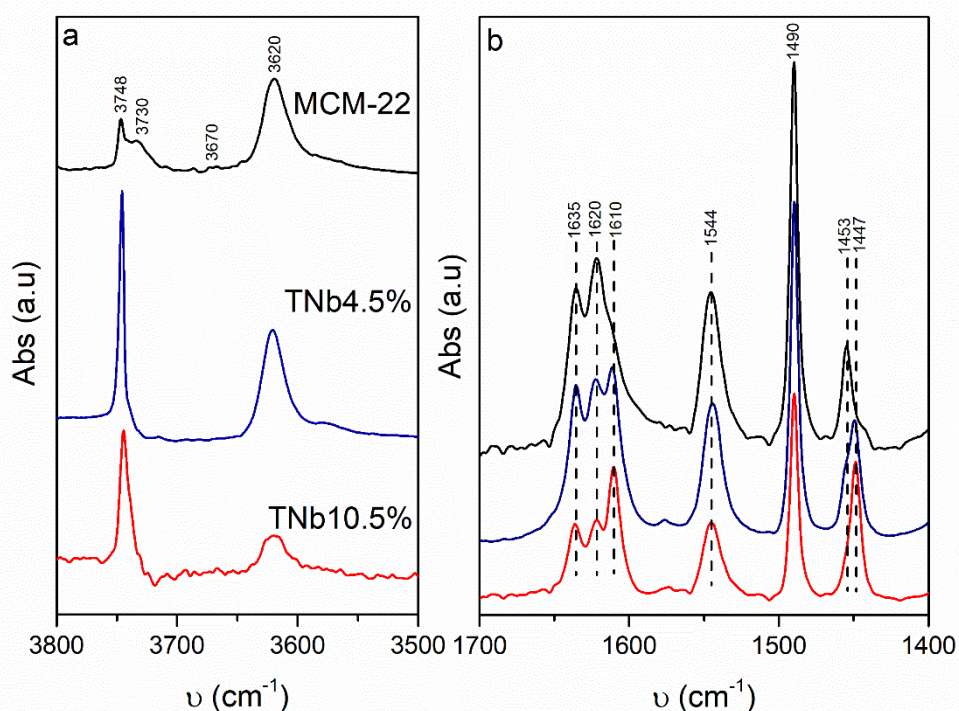 a
3748
3730
3670
3620
MCM-22
TNb4.5%
TNb10.5%
Abs (a.u)
3800
3700
3600
3500
υ (cm⁻¹)
b
1635
1620
1610
1544
1490
1453
1447
Abs (a.u)
1700
1600
1500
1400
υ (cm⁻¹)